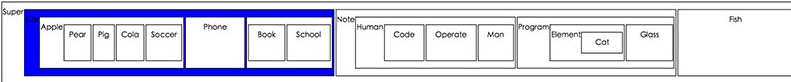 Super
Apple
Pear
Pig
Cola
Soccer
Phone
Book
School
Note
Human
Code
Operate
Man
Program
Element
Cat
Glass
Fish